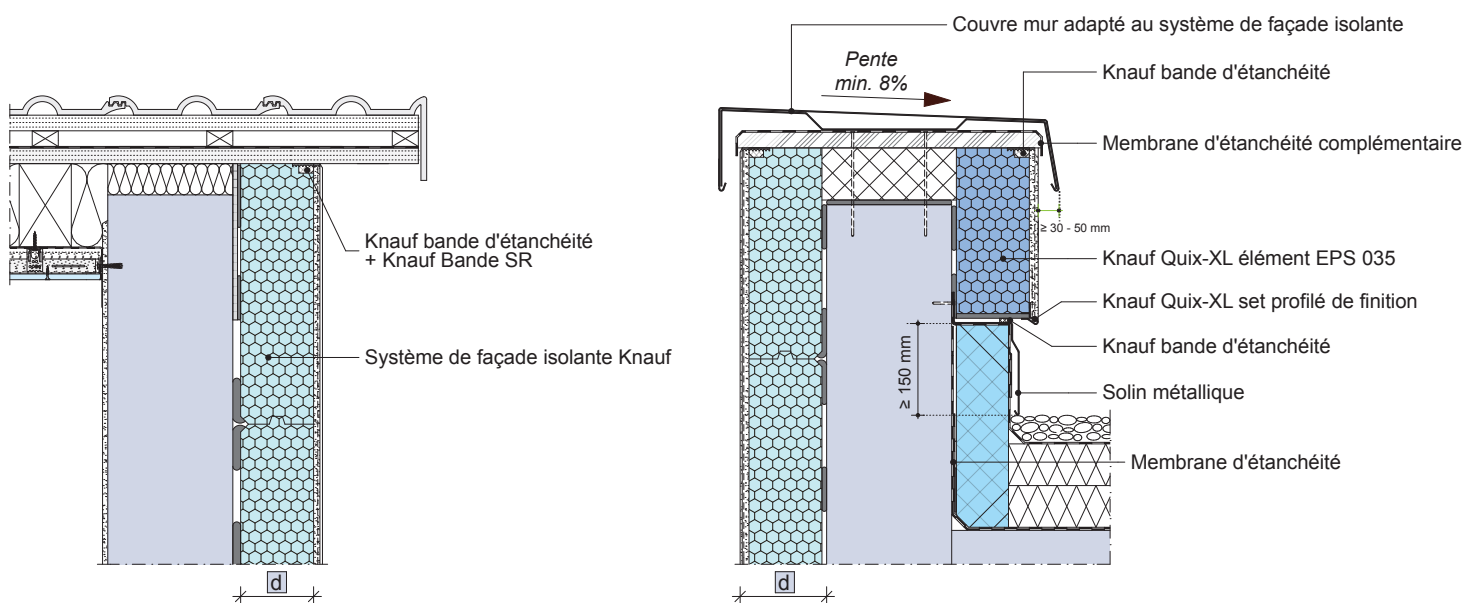 Knauf bande d'étanchéité
+ Knauf Bande SR
Système de façade isolante Knauf
d
Couvre mur adapté au système de façade isolante
Pente
min. 8%
Knauf bande d'étanchéité
Membrane d'étanchéité complémentaire
≥ 30 - 50 mm
Knauf Quix-XL élément EPS 035
Knauf Quix-XL set profilé de finition
Knauf bande d'étanchéité
≥ 150 mm
Solin métallique
Membrane d'étanchéité
d